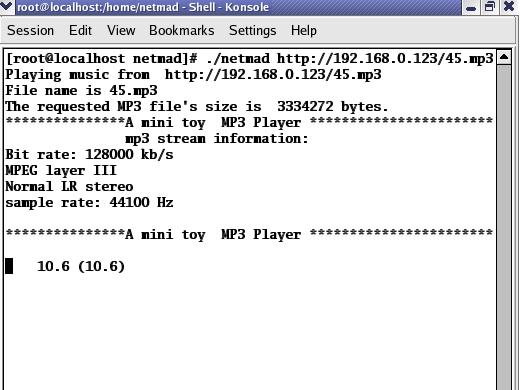 root@localhost:/home/netmad - Shell - Konsole
Session Edit View Bookmarks Settings Help
[root@localhost netmad]# ./netmad http://192.168.0.123/45.mp3
Playing music from  http://192.168.0.123/45.mp3
File name is 45.mp3
The requested MP3 file's size is  3334272 bytes.
***************A mini toy  MP3 Player ***********************
mp3 stream information:
Bit rate: 128000 kb/s
MPEG layer III
Normal LR stereo
sample rate: 44100 Hz
***************A mini toy  MP3 Player ***********************
10.6 (10.6)